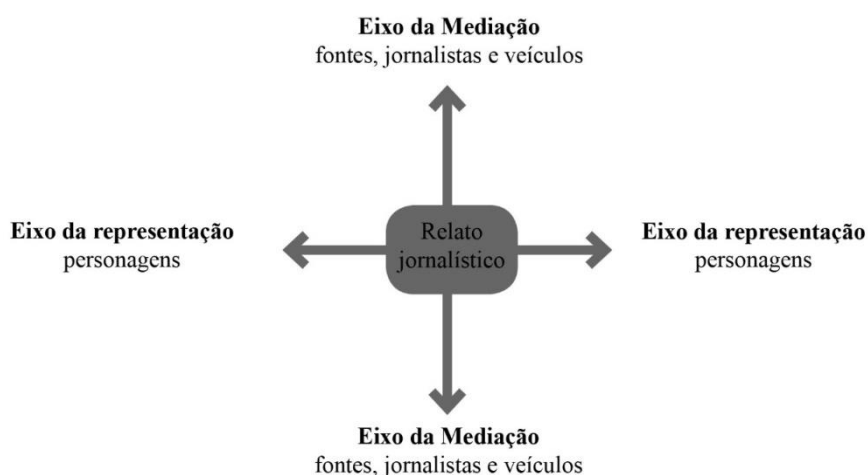 Eixo da Mediação
fontes, jornalistas e veículos
Eixo da representação
personagens
Relato
jornalístico
Eixo da representação
personagens
Eixo da Mediação
fontes, jornalistas e veículos